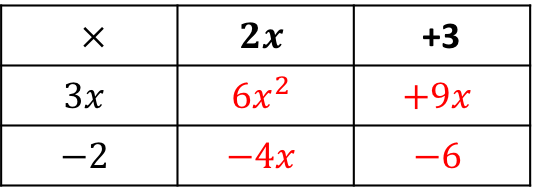 × 2x +3
3x 6x² +9x
−2 −4x −6